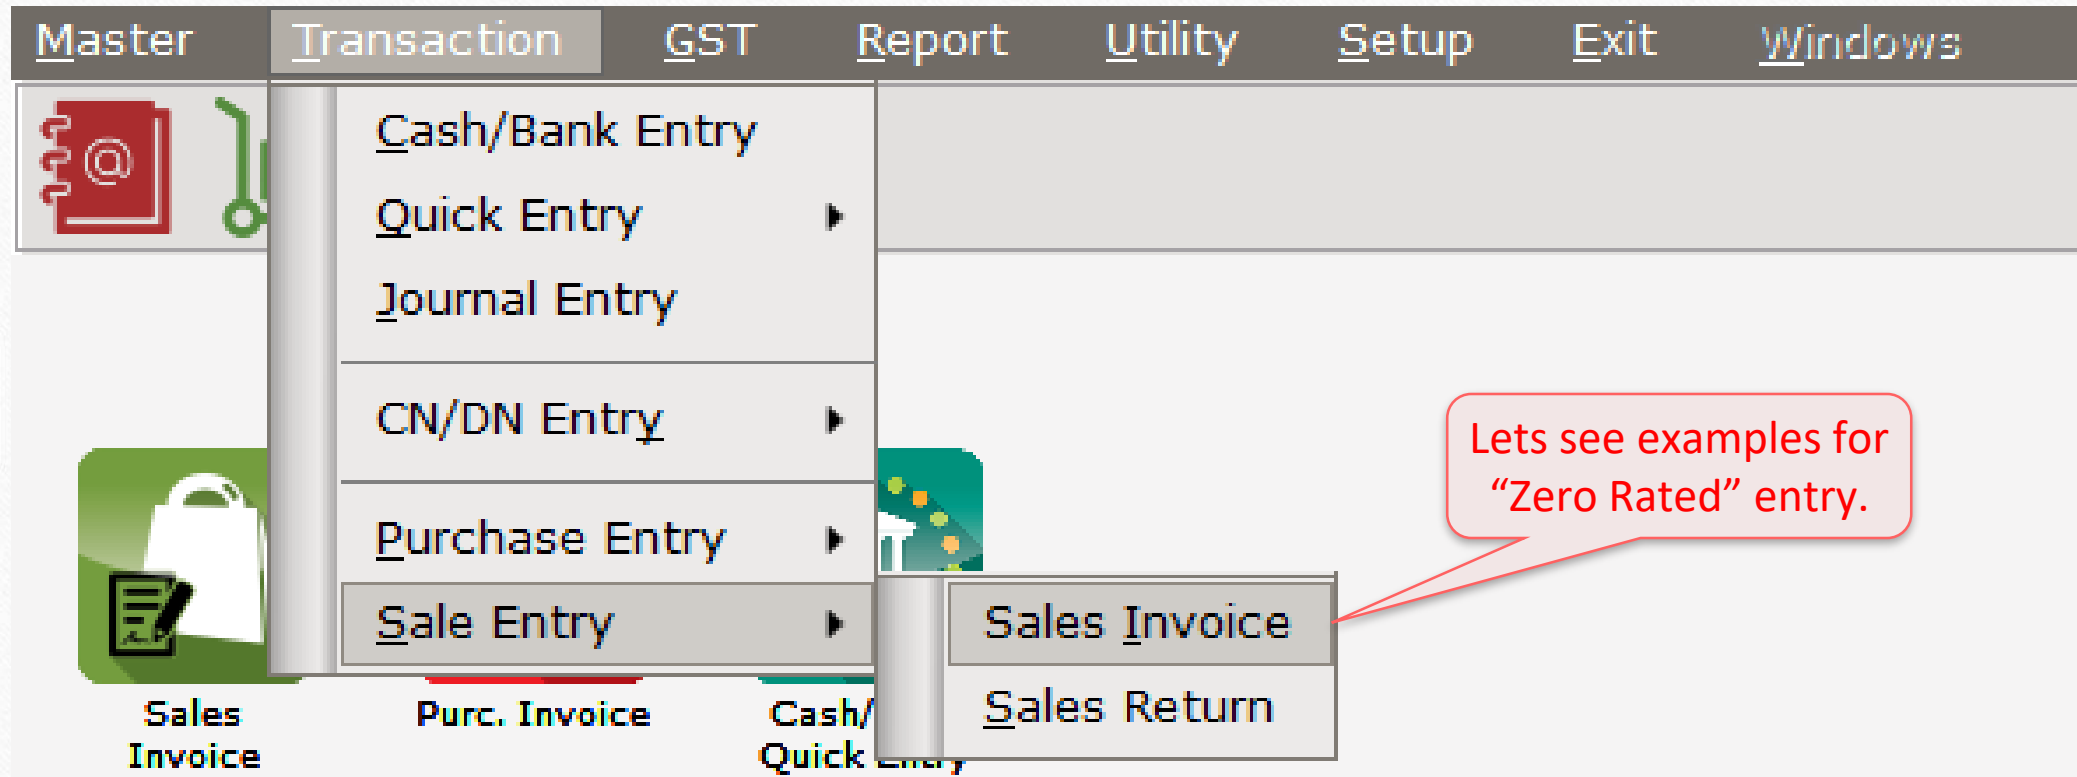 Master Transaction GST Report Utility Setup Exit Windows
@
Cash/Bank Entry
Quick Entry
Journal Entry
CN/DN Entry
Purchase Entry
Sale Entry
Sales Invoice
Sales Return
Lets see examples for
“Zero Rated” entry.
Sales
Invoice
Purc. Invoice
Cash/
Quick Entry